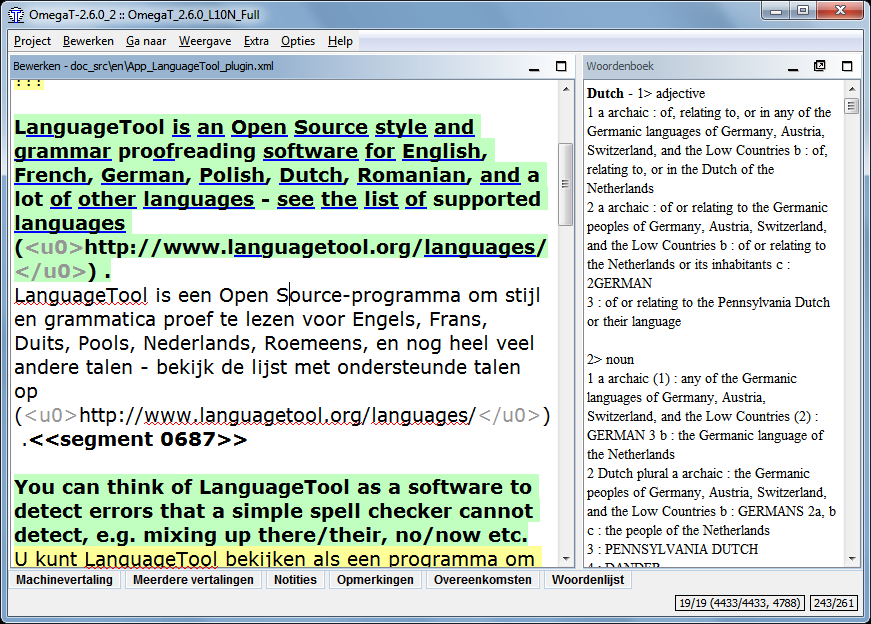 OmegaT-2.6.0_2 :: OmegaT_2.6.0_L10N_Full
Project Bewerken Ga naar Weergave Extra Opties Help
Bewerken - doc_src\en\App_LanguageTool_plugin.xml
LanguageTool is an Open Source style and
grammar proofreading software for English,
French, German, Polish, Dutch, Romanian, and a
lot of other languages - see the list of supported
languages
(<u0>http://www.languagetool.org/languages/
</u0>) .
LanguageTool is een Open Source-programma om stijl
en grammatica proef te lezen voor Engels, Frans,
Duits, Pools, Nederlands, Roemeens, en nog heel veel
andere talen - bekijk de lijst met ondersteunde talen
op
(<u0>http://www.languagetool.org/languages/</u0>)
.<<segment 0687>>
You can think of LanguageTool as a software to
detect errors that a simple spell checker cannot
detect, e.g. mixing up there/their, no/now etc.
U kunt LanguageTool bekijken als een programma om
Woordenboek
Dutch - 1> adjective
1 a archaic : of, relating to, or in any of the
Germanic languages of Germany, Austria,
Switzerland, and the Low Countries b : of,
relating to, or in the Dutch of the
Netherlands
2 a archaic : of or relating to the Germanic
peoples of Germany, Austria, Switzerland,
and the Low Countries b : of or relating to
the Netherlands or its inhabitants c :
2GERMAN
3 : of or relating to the Pennsylvania Dutch
or their language
2> noun
1 a archaic (1) : any of the Germanic
languages of Germany, Austria,
Switzerland, and the Low Countries (2) :
GERMAN 3 b : the Germanic language of
the Netherlands
2 Dutch plural a archaic : the Germanic
peoples of Germany, Austria, Switzerland,
and the Low Countries b : GERMANS 2a, b
c : the people of the Netherlands
3 : PENNSYLVANIA DUTCH
4 : DANDER
Machinevertaling Meerdere vertalingen Notities Opmerkingen Overeenkomsten Woordenlijst
19/19 (4433/4433, 4788) 243/261